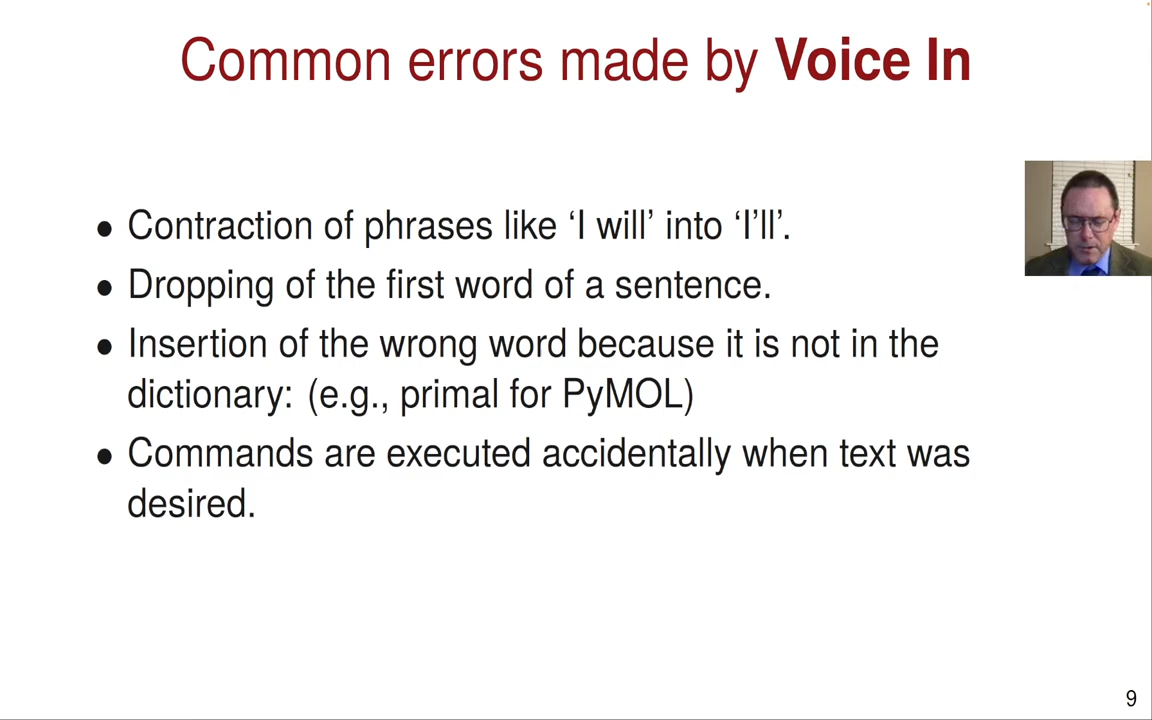 Common errors made by Voice In
• Contraction of phrases like ‘I will’ into ‘I’ll’.
• Dropping of the first word of a sentence.
• Insertion of the wrong word because it is not in the
dictionary: (e.g., primal for PyMOL)
• Commands are executed accidentally when text was
desired.
9